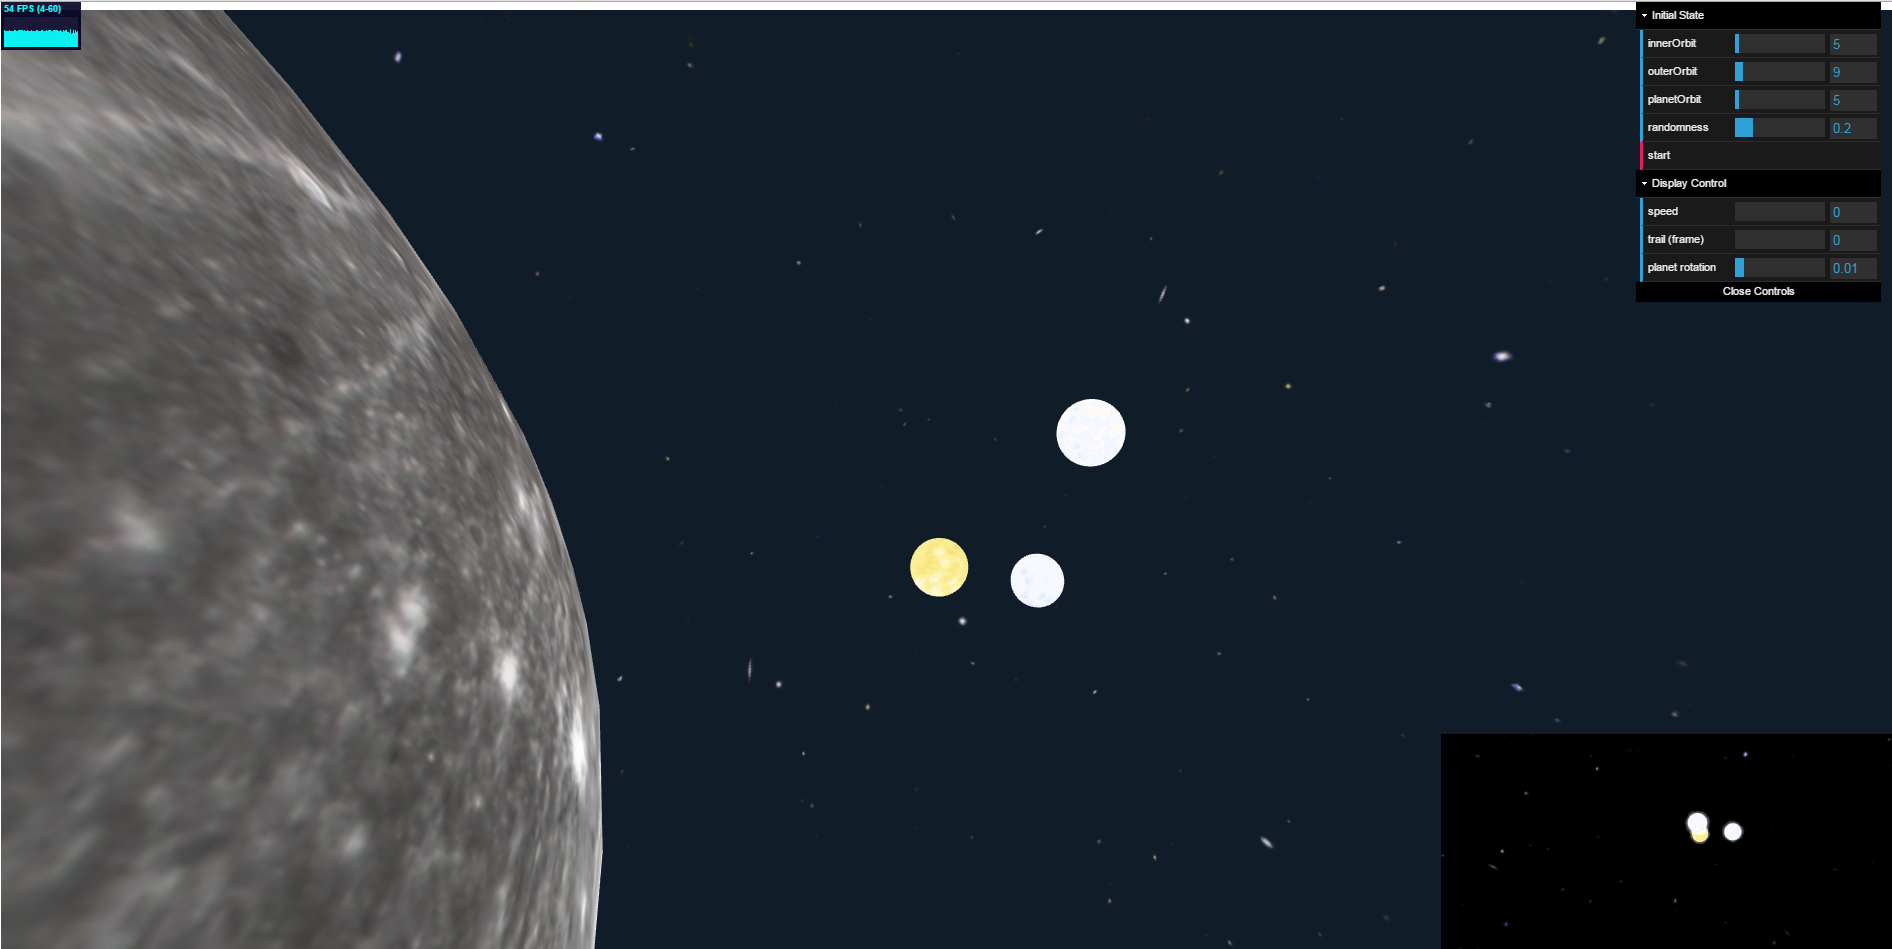 54 FPS (4-60)
Initial State
innerOrbit 5
outerOrbit 9
planetOrbit 5
randomness 0.2
start
Display Control
speed 0
trail (frame) 0
planet rotation 0.01
Close Controls